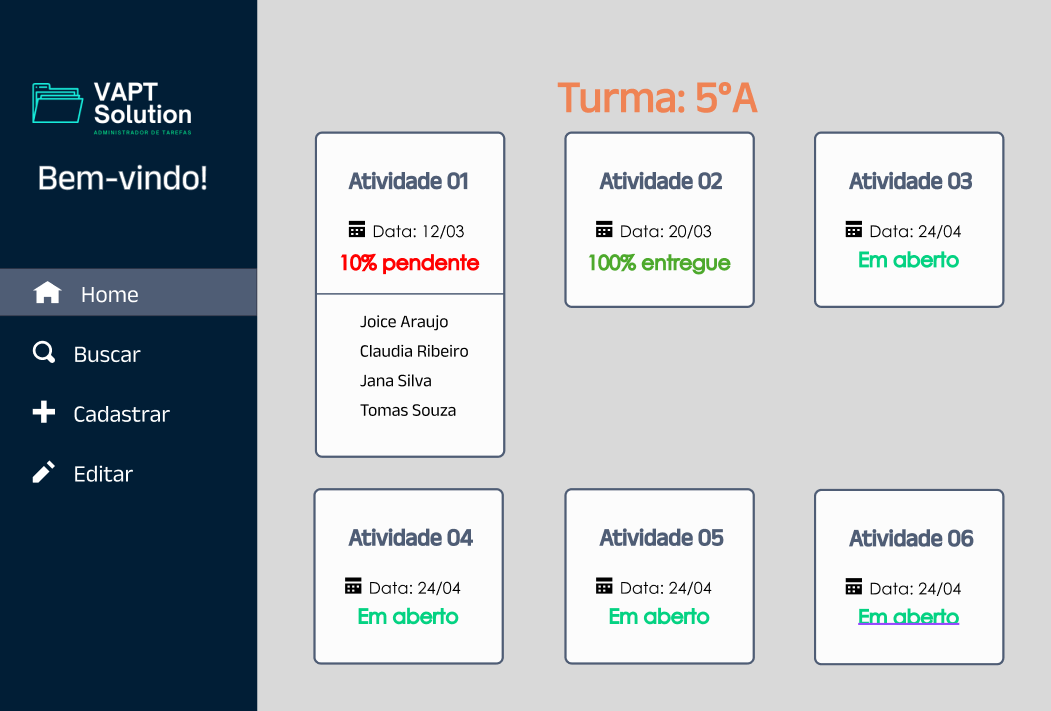 VAPT
Solution
ADMINISTRADOR DE TAREFAS
Bem-vindo!
Home
Buscar
Cadastrar
Editar
Turma: 5°A
Atividade 01
Data: 12/03
10% pendente
Joice Araujo
Claudia Ribeiro
Jana Silva
Tomas Souza
Atividade 02
Data: 20/03
100% entregue
Atividade 03
Data: 24/04
Em aberto
Atividade 04
Data: 24/04
Em aberto
Atividade 05
Data: 24/04
Em aberto
Atividade 06
Data: 24/04
Em aberto